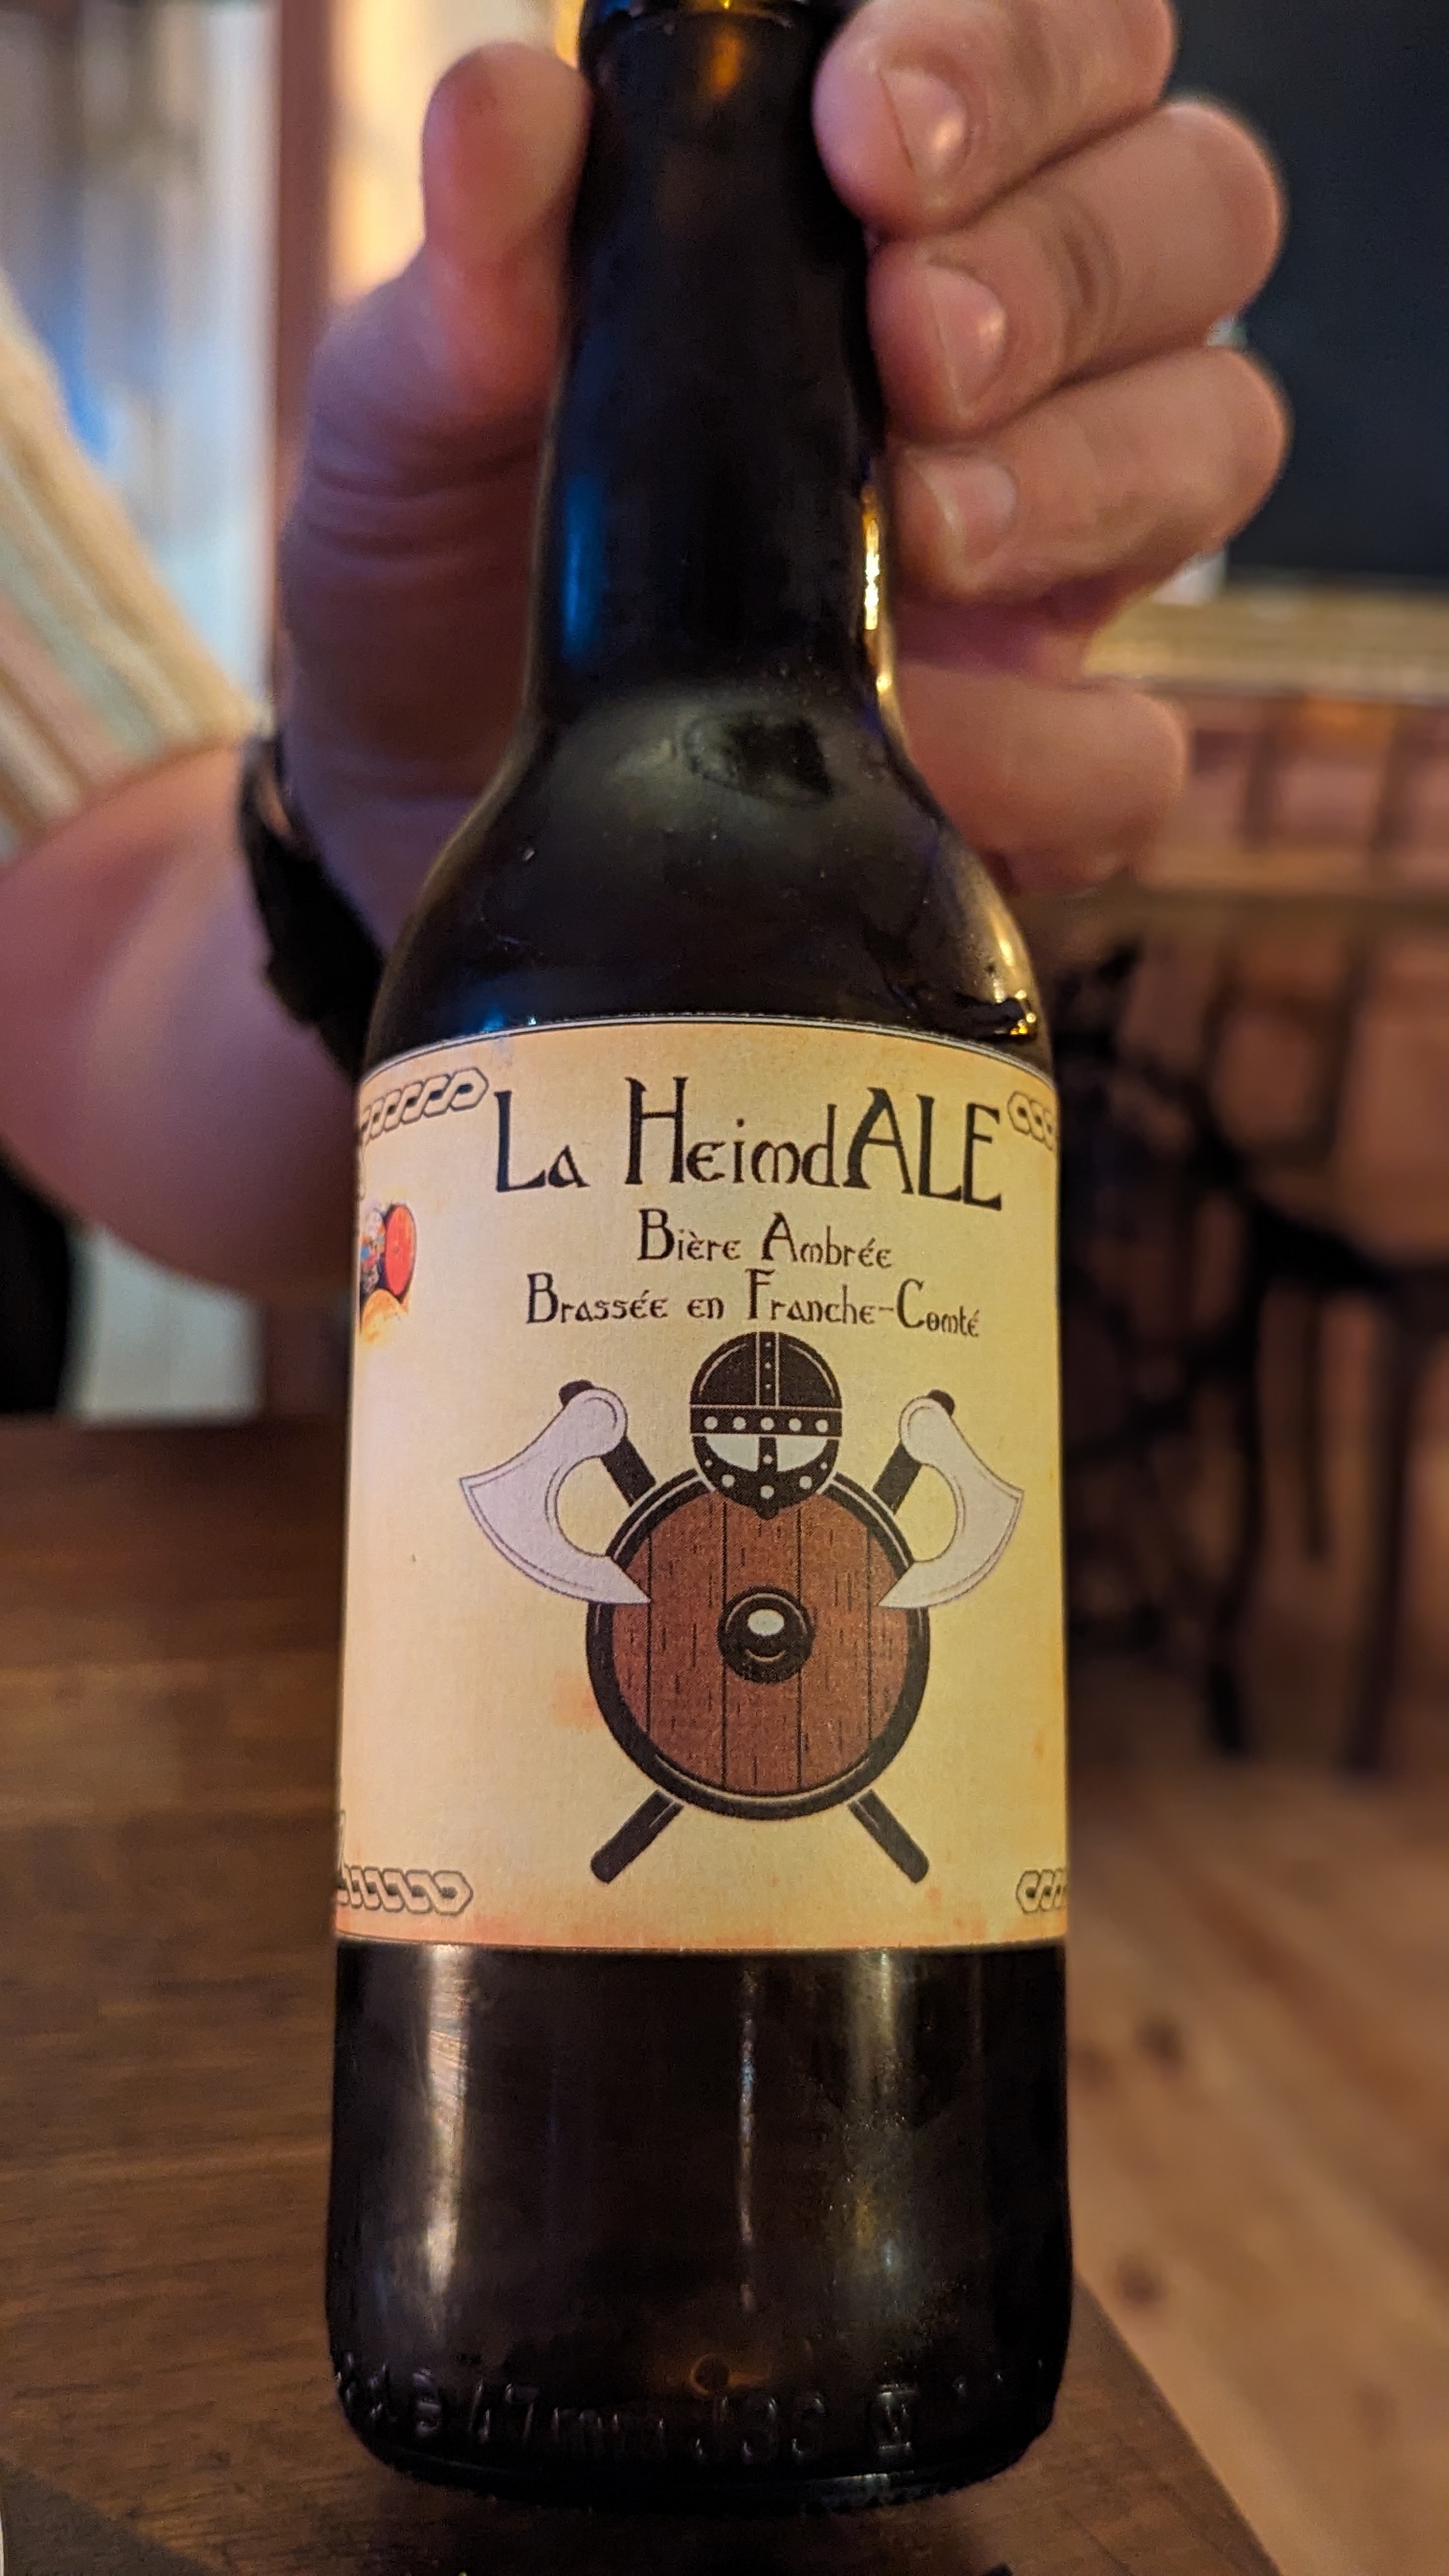 La HeimdALE
Bière Ambrée
Brassée en Franche-Comté